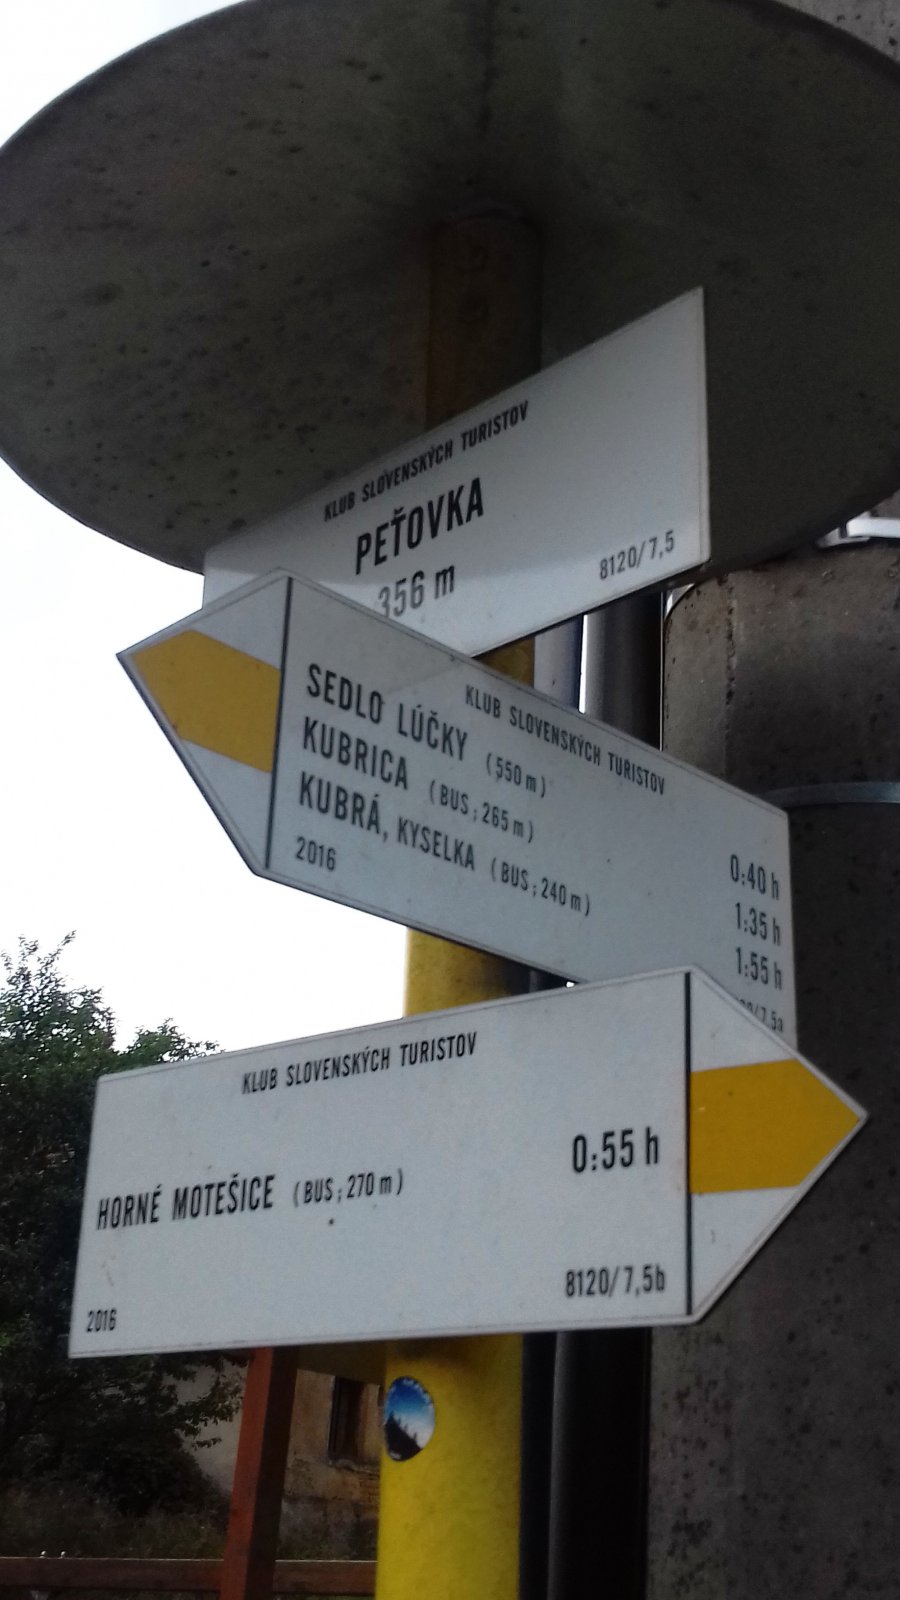 KLUB SLOVENSKÝCH TURISTOV
PEŤOVKA
356 m
8120/7,5
KLUB SLOVENSKÝCH TURISTOV
SEDLO LÚČKY (550 m) 0:40 h
KUBRICA (BUS; 265 m) 1:35 h
KUBRÁ, KYSELKA (BUS; 240 m) 1:55 h
2016
KLUB SLOVENSKÝCH TURISTOV
HORNÉ MOTEŠICE (BUS; 270 m) 0:55 h
2016 8120/7,5b